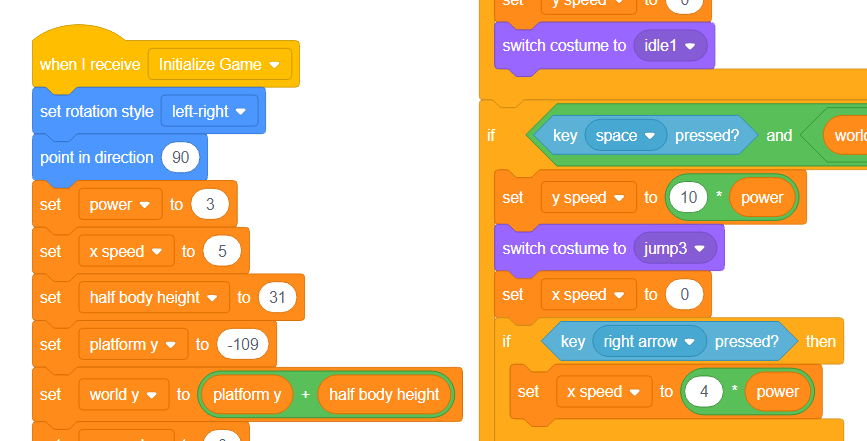 when I receive Initialize Game
set rotation style left-right
point in direction 90
set power to 3
set x speed to 5
set half body height to 31
set platform y to -109
set world y to platform y + half body height
set y speed to 0
switch costume to idle1
if key space pressed? and
set y speed to 10 * power
switch costume to jump3
set x speed to 0
if key right arrow pressed? then
set x speed to 4 * power